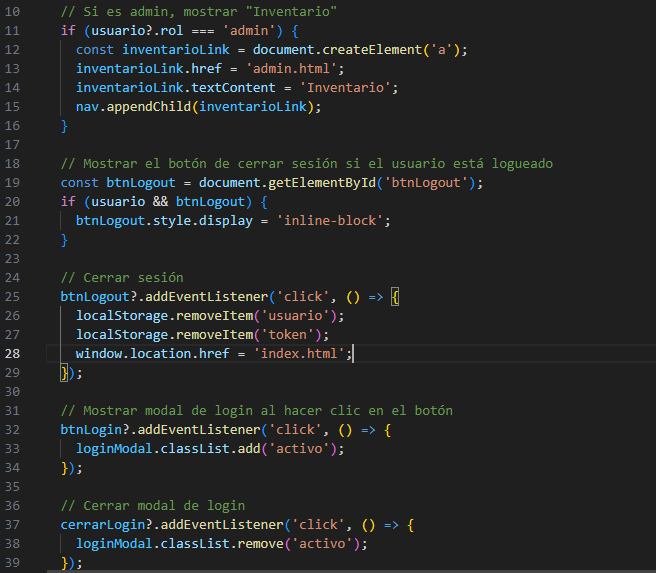 10 // Si es admin, mostrar "Inventario"
11 if (usuario?.rol === 'admin') {
12 const inventarioLink = document.createElement('a');
13 inventarioLink.href = 'admin.html';
14 inventarioLink.textContent = 'Inventario';
15 nav.appendChild(inventarioLink);
16 }
17
18 // Mostrar el botón de cerrar sesión si el usuario está logueado
19 const btnLogout = document.getElementById('btnLogout');
20 if (usuario && btnLogout) {
21 btnLogout.style.display = 'inline-block';
22 }
23
24 // Cerrar sesión
25 btnLogout?.addEventListener('click', () => {
26 localStorage.removeItem('usuario');
27 localStorage.removeItem('token');
28 window.location.href = 'index.html';
29 });
30
31 // Mostrar modal de login al hacer clic en el botón
32 btnLogin?.addEventListener('click', () => {
33 loginModal.classList.add('activo');
34 });
35
36 // Cerrar modal de login
37 cerrarLogin?.addEventListener('click', () => {
38 loginModal.classList.remove('activo');
39 });